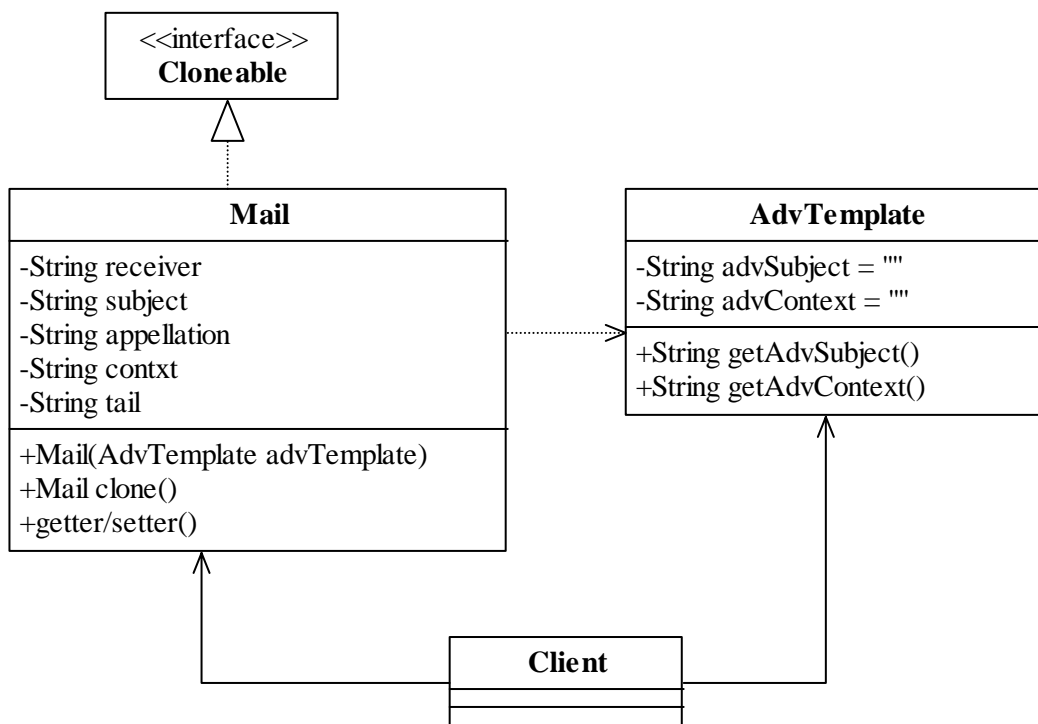 <<interface>>
Cloneable
Mail
-String receiver
-String subject
-String appellation
-String contxt
-String tail
+Mail(AdvTemplate advTemplate)
+Mail clone()
+getter/setter()
AdvTemplate
-String advSubject = ""
-String advContext = ""
+String getAdvSubject()
+String getAdvContext()
Client